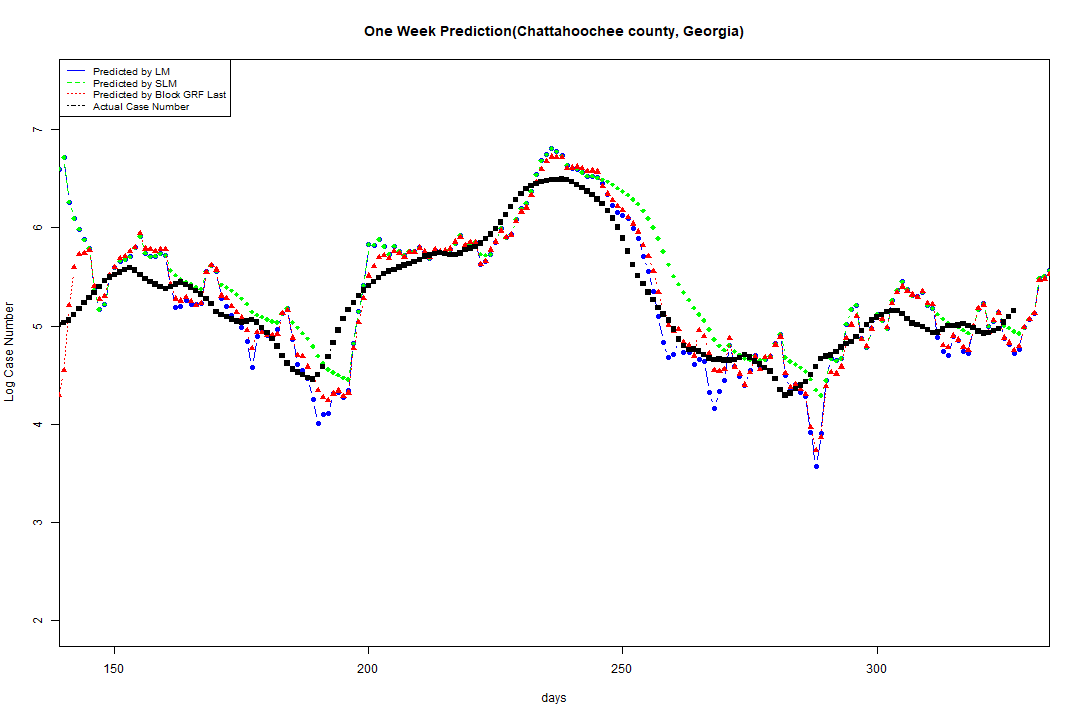 One Week Prediction(Chattahoochee county, Georgia)
Predicted by LM
Predicted by SLM
Predicted by Block GRF Last
Actual Case Number
7
6
5
4
3
2
Log Case Number
150 200 250 300
days